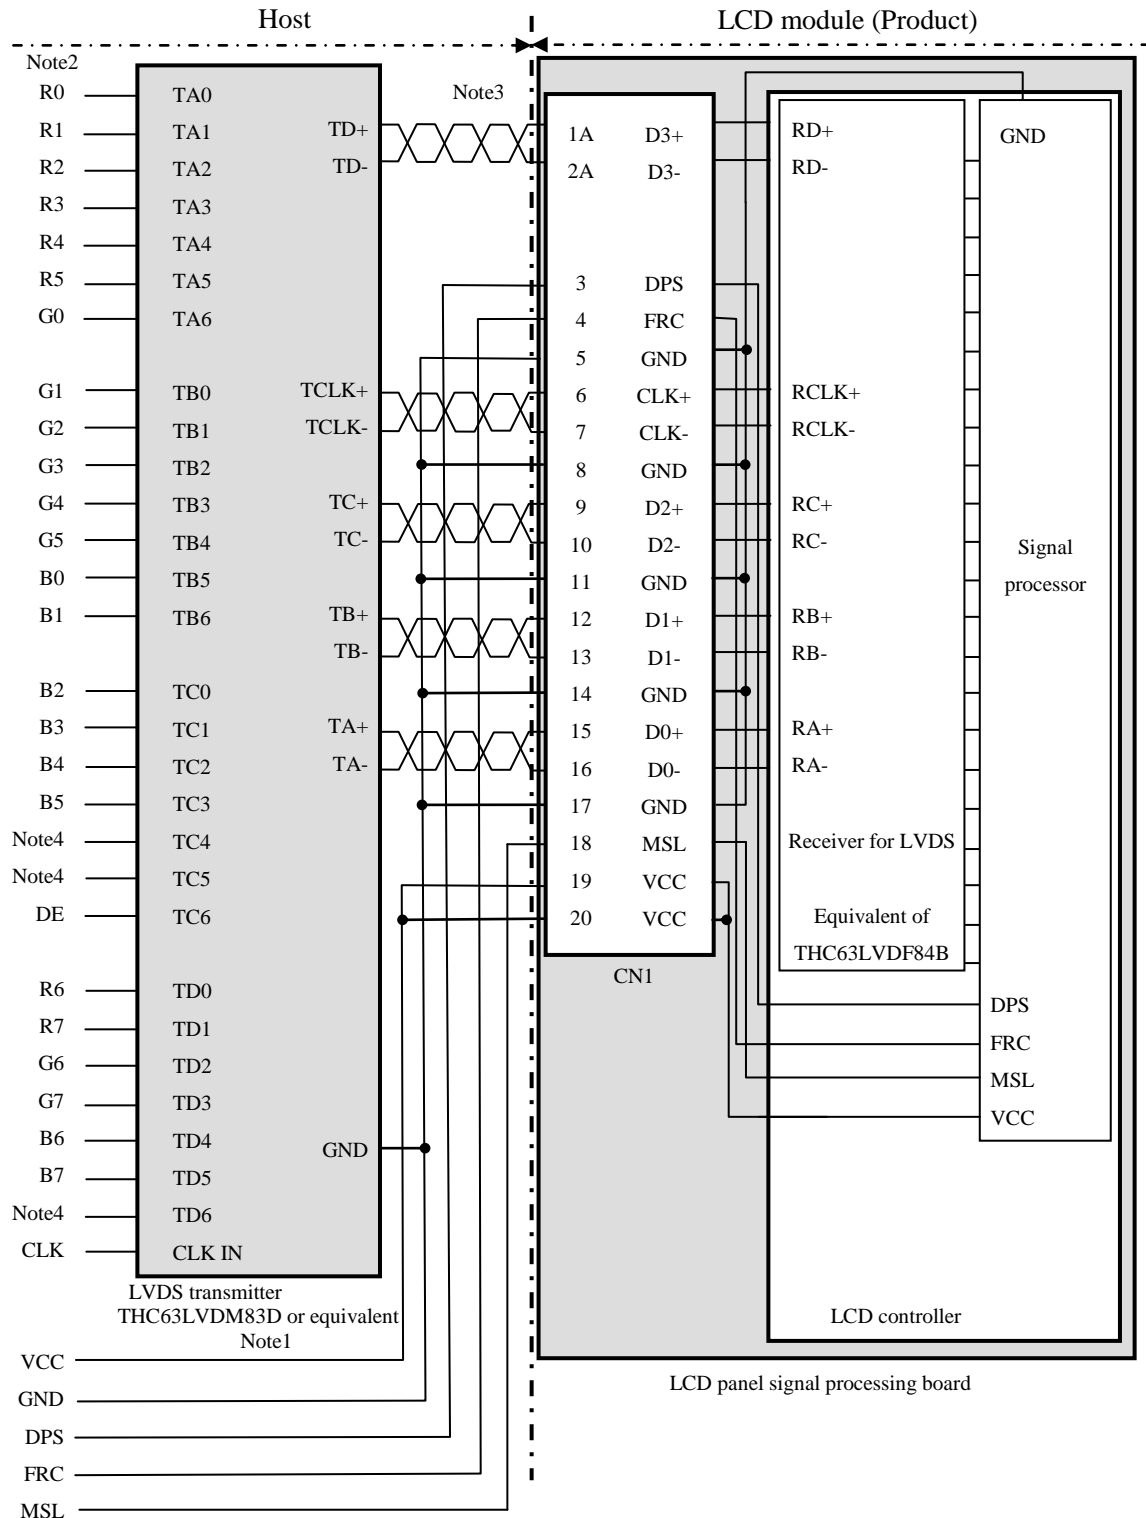 Host
LCD module (Product)
Note2
R0 TA0
R1 TA1
R2 TA2
R3 TA3
R4 TA4
R5 TA5
G0 TA6
G1 TB0
G2 TB1
G3 TB2
G4 TB3
G5 TB4
B0 TB5
B1 TB6
B2 TC0
B3 TC1
B4 TC2
B5 TC3
Note4 TC4
Note4 TC5
DE TC6
R6 TD0
R7 TD1
G6 TD2
G7 TD3
B6 TD4
B7 TD5
Note4 TD6
CLK CLK IN
TD+
TD-
TCLK+
TCLK-
TC+
TC-
TB+
TB-
TA+
TA-
GND
LVDS transmitter
THC63LVDM83D or equivalent
Note1
VCC
GND
DPS
FRC
MSL
Note3
1A D3+
2A D3-
3 DPS
4 FRC
5 GND
6 CLK+
7 CLK-
8 GND
9 D2+
10 D2-
11 GND
12 D1+
13 D1-
14 GND
15 D0+
16 D0-
17 GND
18 MSL
19 VCC
20 VCC
CN1
RD+
RD-
RCLK+
RCLK-
RC+
RC-
RB+
RB-
RA+
RA-
Receiver for LVDS
Equivalent of
THC63LVDF84B
GND
Signal
processor
DPS
FRC
MSL
VCC
LCD controller
LCD panel signal processing board